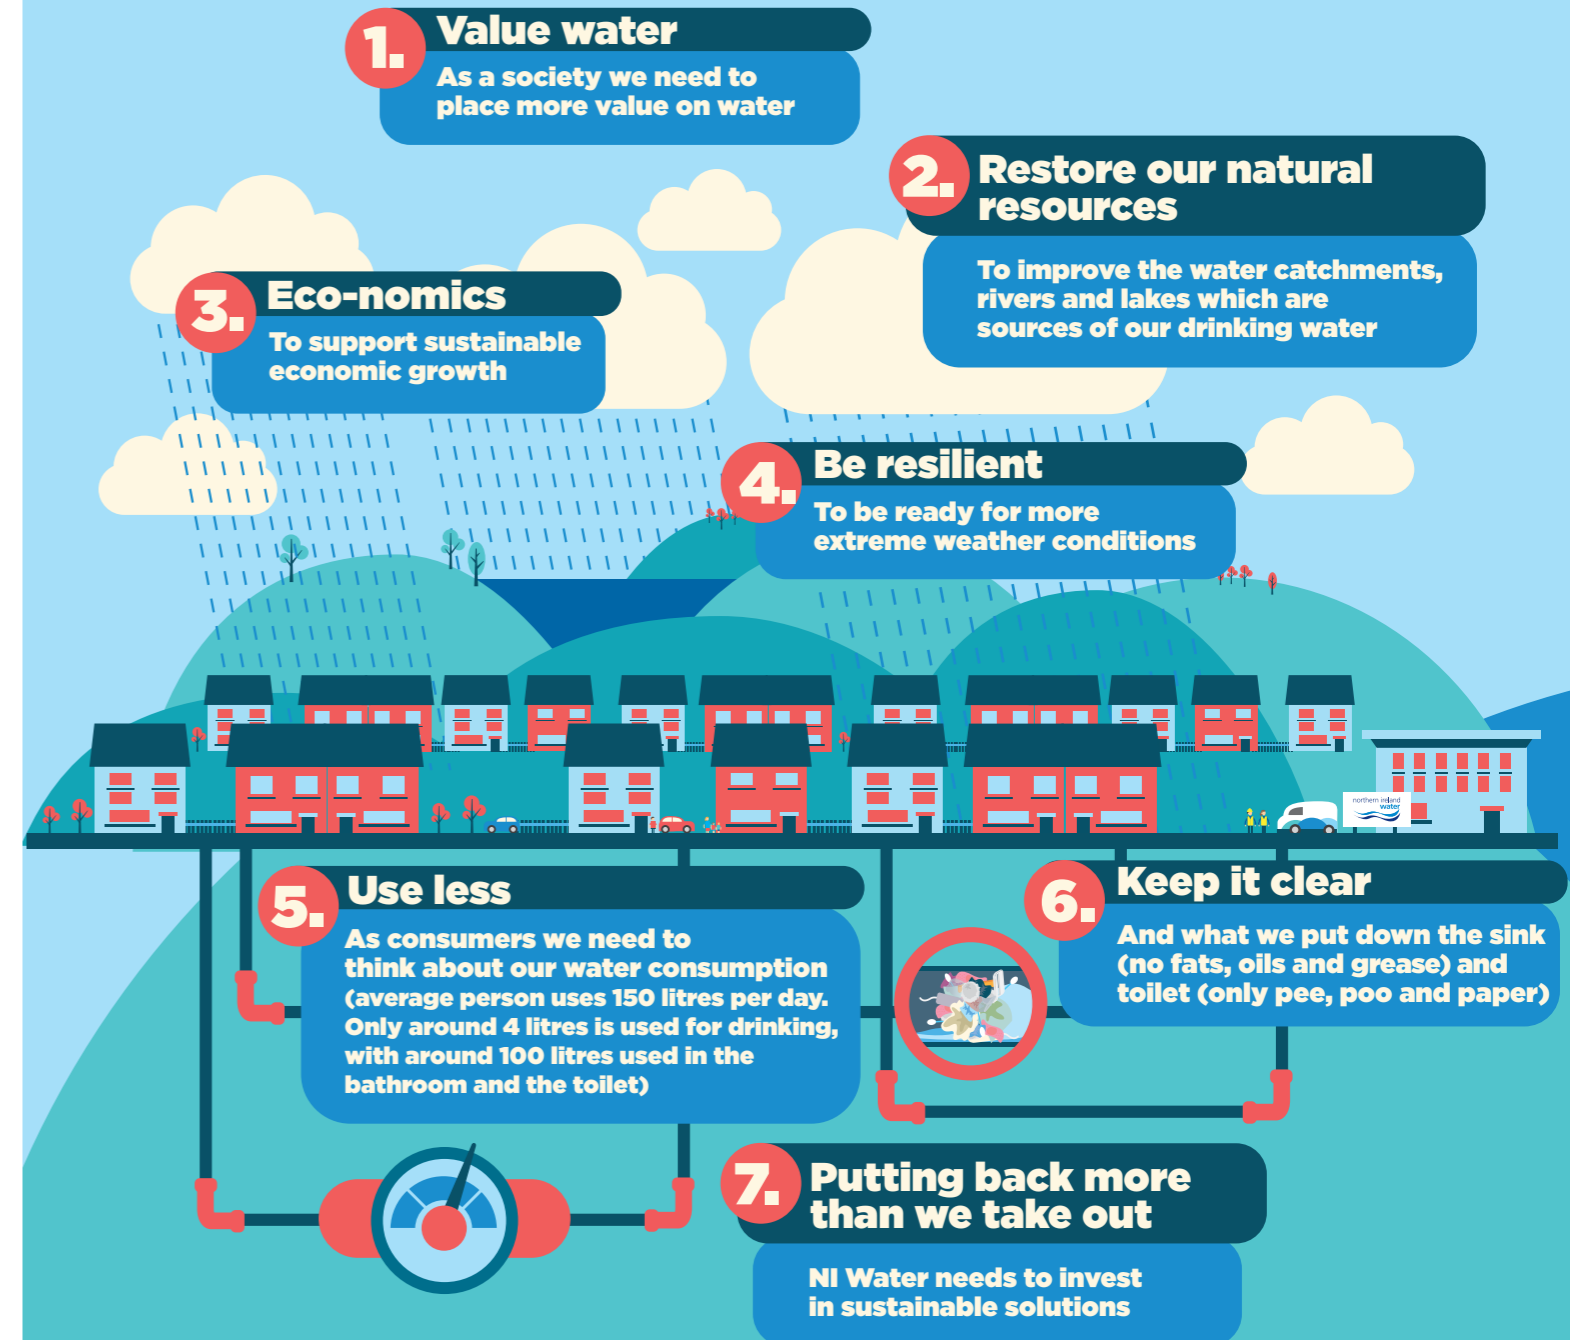 1.
Value water
As a society we need to
place more value on water
2.
Restore our natural
resources
To improve the water catchments,
rivers and lakes which are
sources of our drinking water
3.
Eco-nomics
To support sustainable
economic growth
4.
Be resilient
To be ready for more
extreme weather conditions
northern ireland
water
5.
Use less
As consumers we need to
think about our water consumption
(average person uses 150 litres per day.
Only around 4 litres is used for drinking,
with around 100 litres used in the
bathroom and the toilet)
6.
Keep it clear
And what we put down the sink
(no fats, oils and grease) and
toilet (only pee, poo and paper)
7.
Putting back more
than we take out
NI Water needs to invest
in sustainable solutions